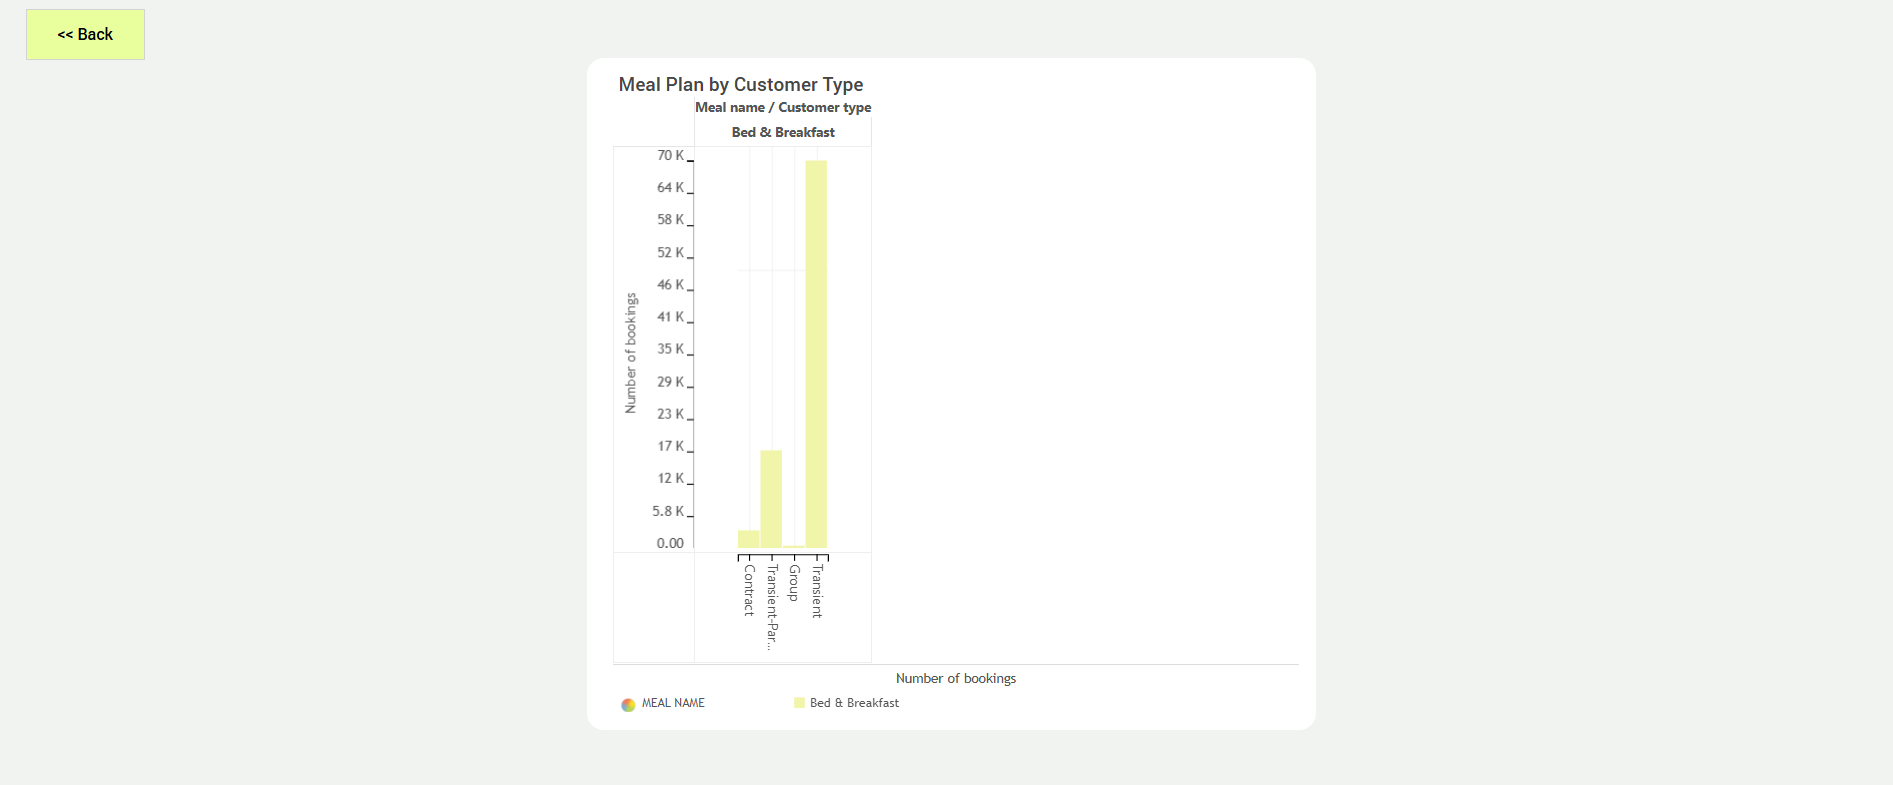 << Back
Meal Plan by Customer Type
Meal name / Customer type
Bed & Breakfast
70 K
64 K
58 K
52 K
46 K
41 K
35 K
29 K
23 K
17 K
12 K
5.8 K
0.00
Number of bookings
Contract
Transient-Par...
Group
Transient
Number of bookings
MEAL NAME
Bed & Breakfast